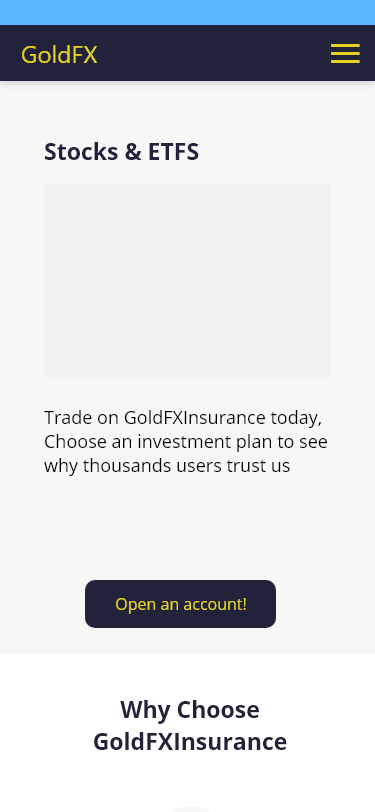 GoldFX
Stocks & ETFS
Trade on GoldFXInsurance today,
Choose an investment plan to see
why thousands users trust us
Open an account!
Why Choose
GoldFXInsurance